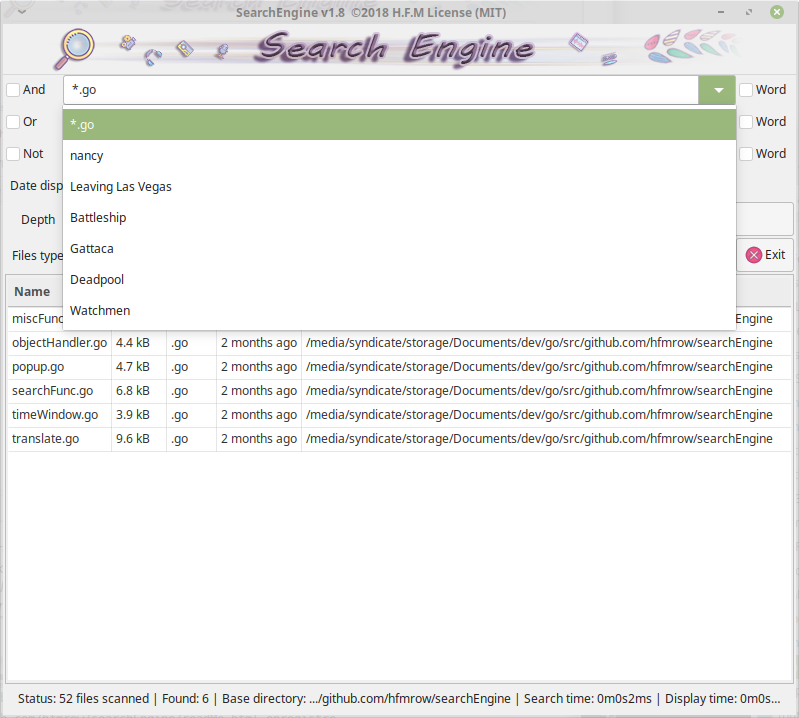 SearchEngine v1.8 ©2018 H.F.M License (MIT)
Search Engine
And *.go Word
Or *.go Word
Not nancy Word
Date disp Leaving Las Vegas
Depth Battleship
Files type Gattaca Exit
Deadpool
Name Watchmen
miscFunc Engine
objectHandler.go 4.4 kB .go 2 months ago /media/syndicate/storage/Documents/dev/go/src/github.com/hfmrow/searchEngine
popup.go 4.7 kB .go 2 months ago /media/syndicate/storage/Documents/dev/go/src/github.com/hfmrow/searchEngine
searchFunc.go 6.8 kB .go 2 months ago /media/syndicate/storage/Documents/dev/go/src/github.com/hfmrow/searchEngine
timeWindow.go 3.9 kB .go 2 months ago /media/syndicate/storage/Documents/dev/go/src/github.com/hfmrow/searchEngine
translate.go 9.6 kB .go 2 months ago /media/syndicate/storage/Documents/dev/go/src/github.com/hfmrow/searchEngine
Status: 52 files scanned | Found: 6 | Base directory: .../github.com/hfmrow/searchEngine | Search time: 0m0s2ms | Display time: 0m0s...